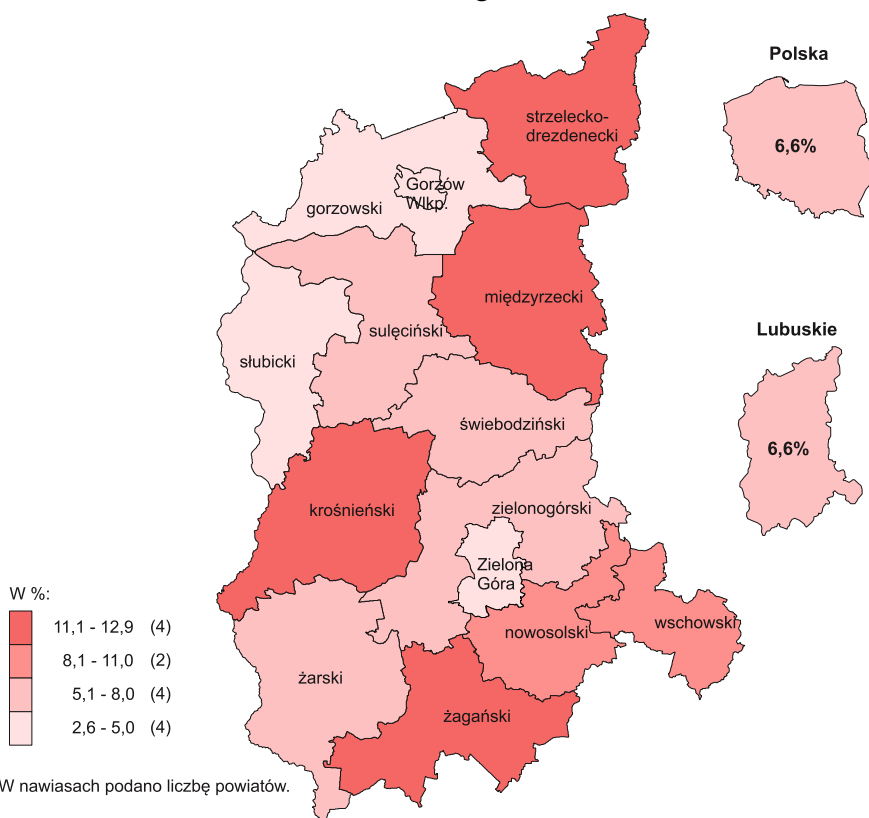 Polska
strzelecko-
drezdenecki
6,6%
Gorzów
Wlkp.
gorzowski
międzyrzecki
sulęciński
Lubuskie
słubicki
świebodziński
6,6%
krośnieński
zielonogórski
Zielona
Góra
W %:
11,1 - 12,9 (4)
8,1 - 11,0 (2)
5,1 - 8,0 (4)
2,6 - 5,0 (4)
nowosolski
wschowski
żarski
żagański
W nawiasach podano liczbę powiatów.